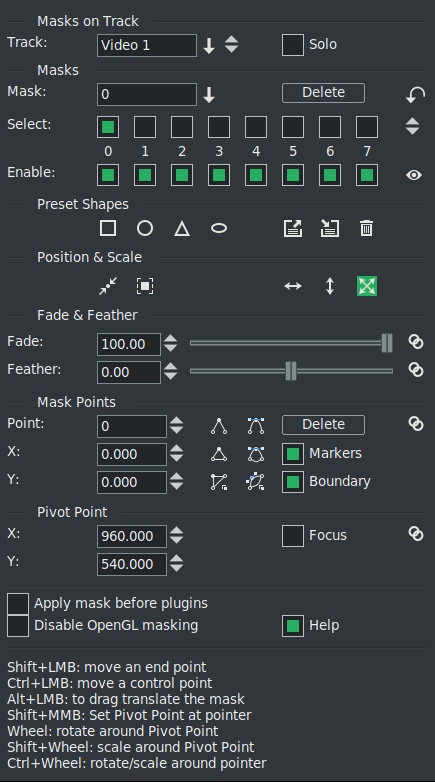 Masks on Track
Track: Video 1 Solo
Masks
Mask: 0 Delete
Select:
0 1 2 3 4 5 6 7
Enable:
Preset Shapes
Position & Scale
Fade & Feather
Fade: 100.00
Feather: 0.00
Mask Points
Point: 0 Delete
X: 0.000 Markers
Y: 0.000 Boundary
Pivot Point
X: 960.000 Focus
Y: 540.000
Apply mask before plugins
Disable OpenGL masking Help
Shift+LMB: move an end point
Ctrl+LMB: move a control point
Alt+LMB: to drag translate the mask
Shift+MMB: Set Pivot Point at pointer
Wheel: rotate around Pivot Point
Shift+Wheel: scale around Pivot Point
Ctrl+Wheel: rotate/scale around pointer